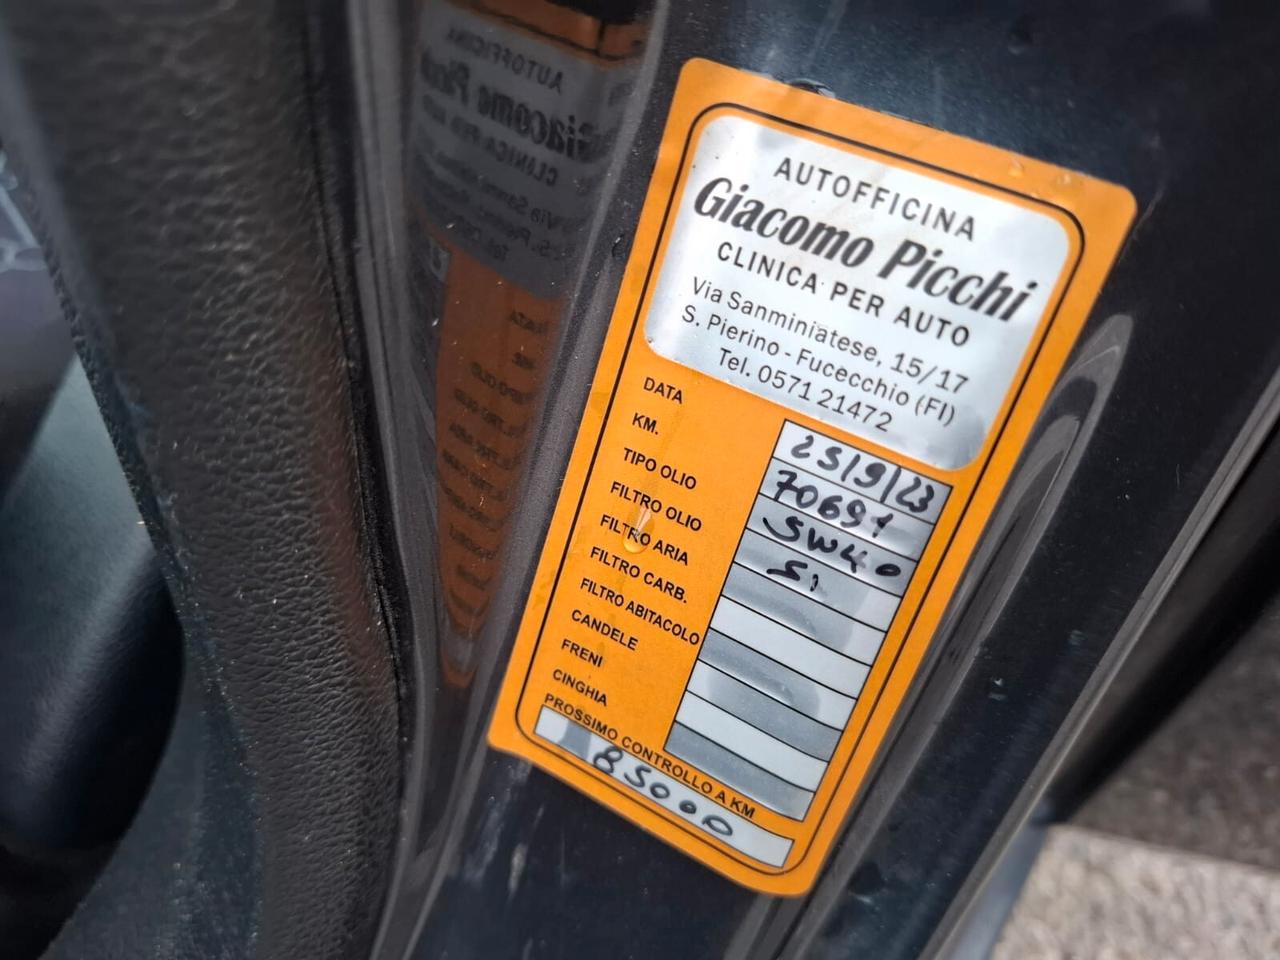 AUTOFFICINA
Giacomo Picchi
CLINICA PER AUTO
Via Sanminiatese, 15/17
S. Pierino - Fucecchio (FI)
Tel. 0571 21472
DATA 25/9/23
KM. 70691
TIPO OLIO 5W40
FILTRO OLIO SI
FILTRO ARIA
FILTRO CARB.
FILTRO ABITACOLO
CANDELE
FRENI
CINGHIA
PROSSIMO CONTROLLO A KM
85000